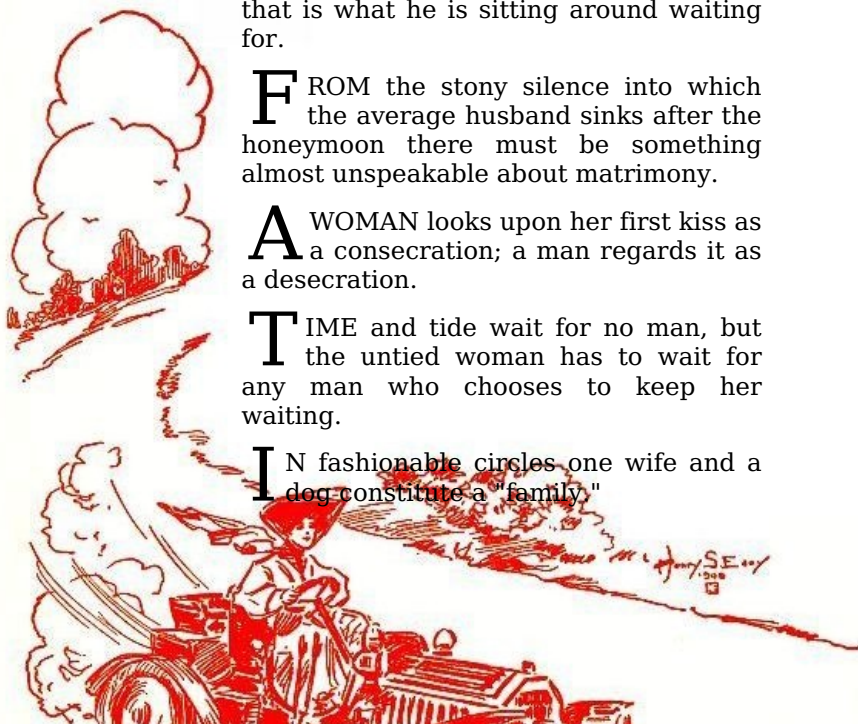 that is what he is sitting around waiting
for.
FROM the stony silence into which
the average husband sinks after the
honeymoon there must be something
almost unspeakable about matrimony.
A WOMAN looks upon her first kiss as
a consecration; a man regards it as
a desecration.
TIME and tide wait for no man, but
the untied woman has to wait for
any man who chooses to keep her
waiting.
IN fashionable circles one wife and a
dog constitute a "family."